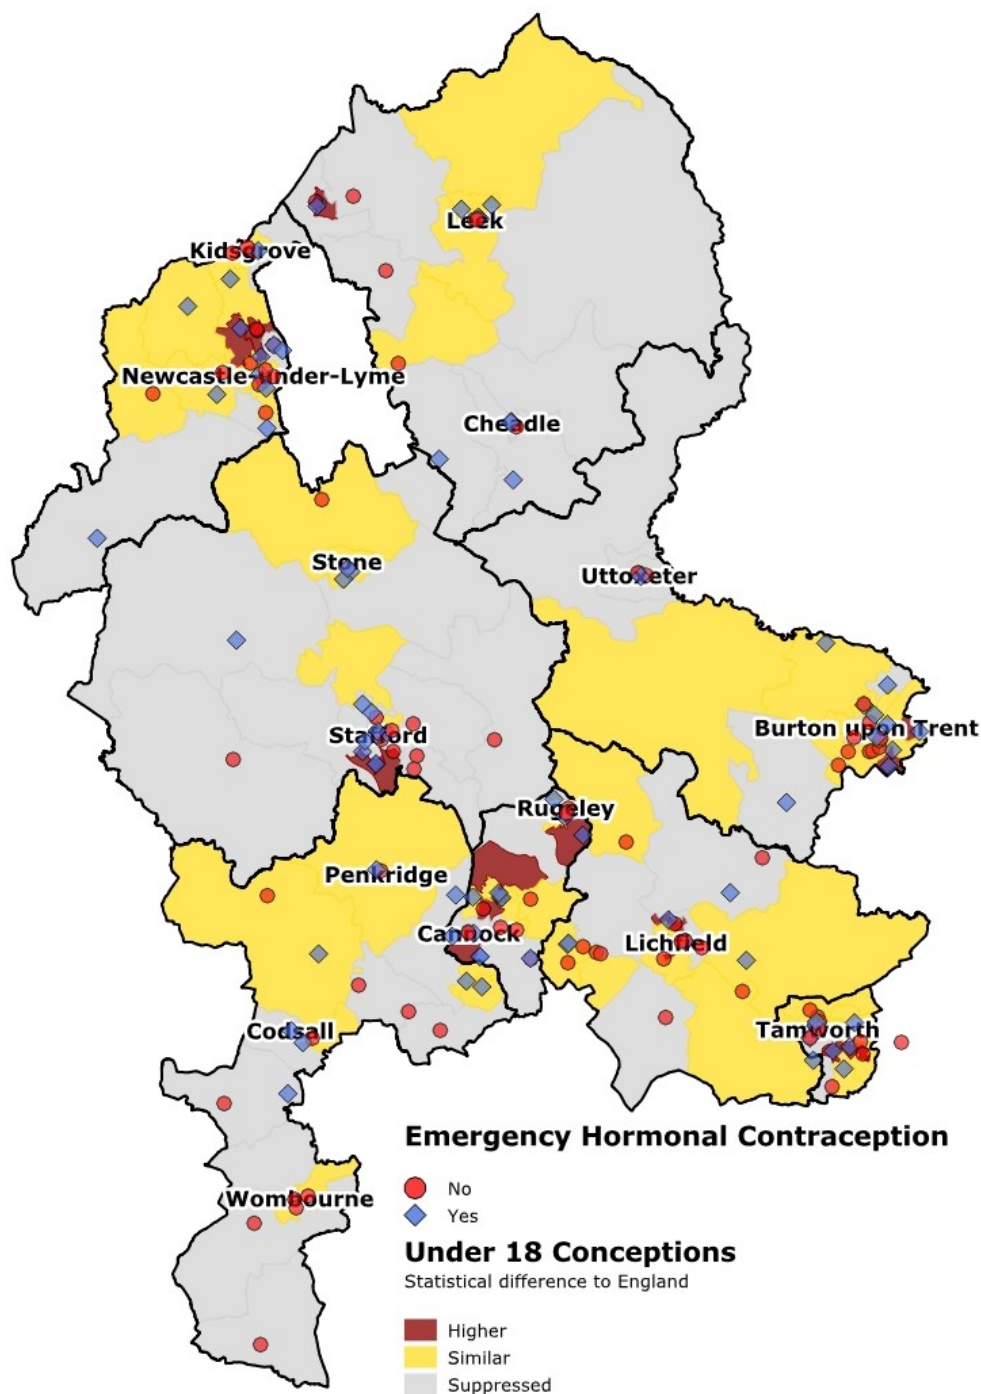 Leek
Kidsgrove
Newcastle-under-Lyme
Cheadle
Stone
Uttoxeter
Stafford
Burton upon Trent
Rugeley
Penkridge
Cannock
Lichfield
Codsall
Tamworth
Emergency Hormonal Contraception
No
Yes
Wombourne
Under 18 Conceptions
Statistical difference to England
Higher
Similar
Suppressed